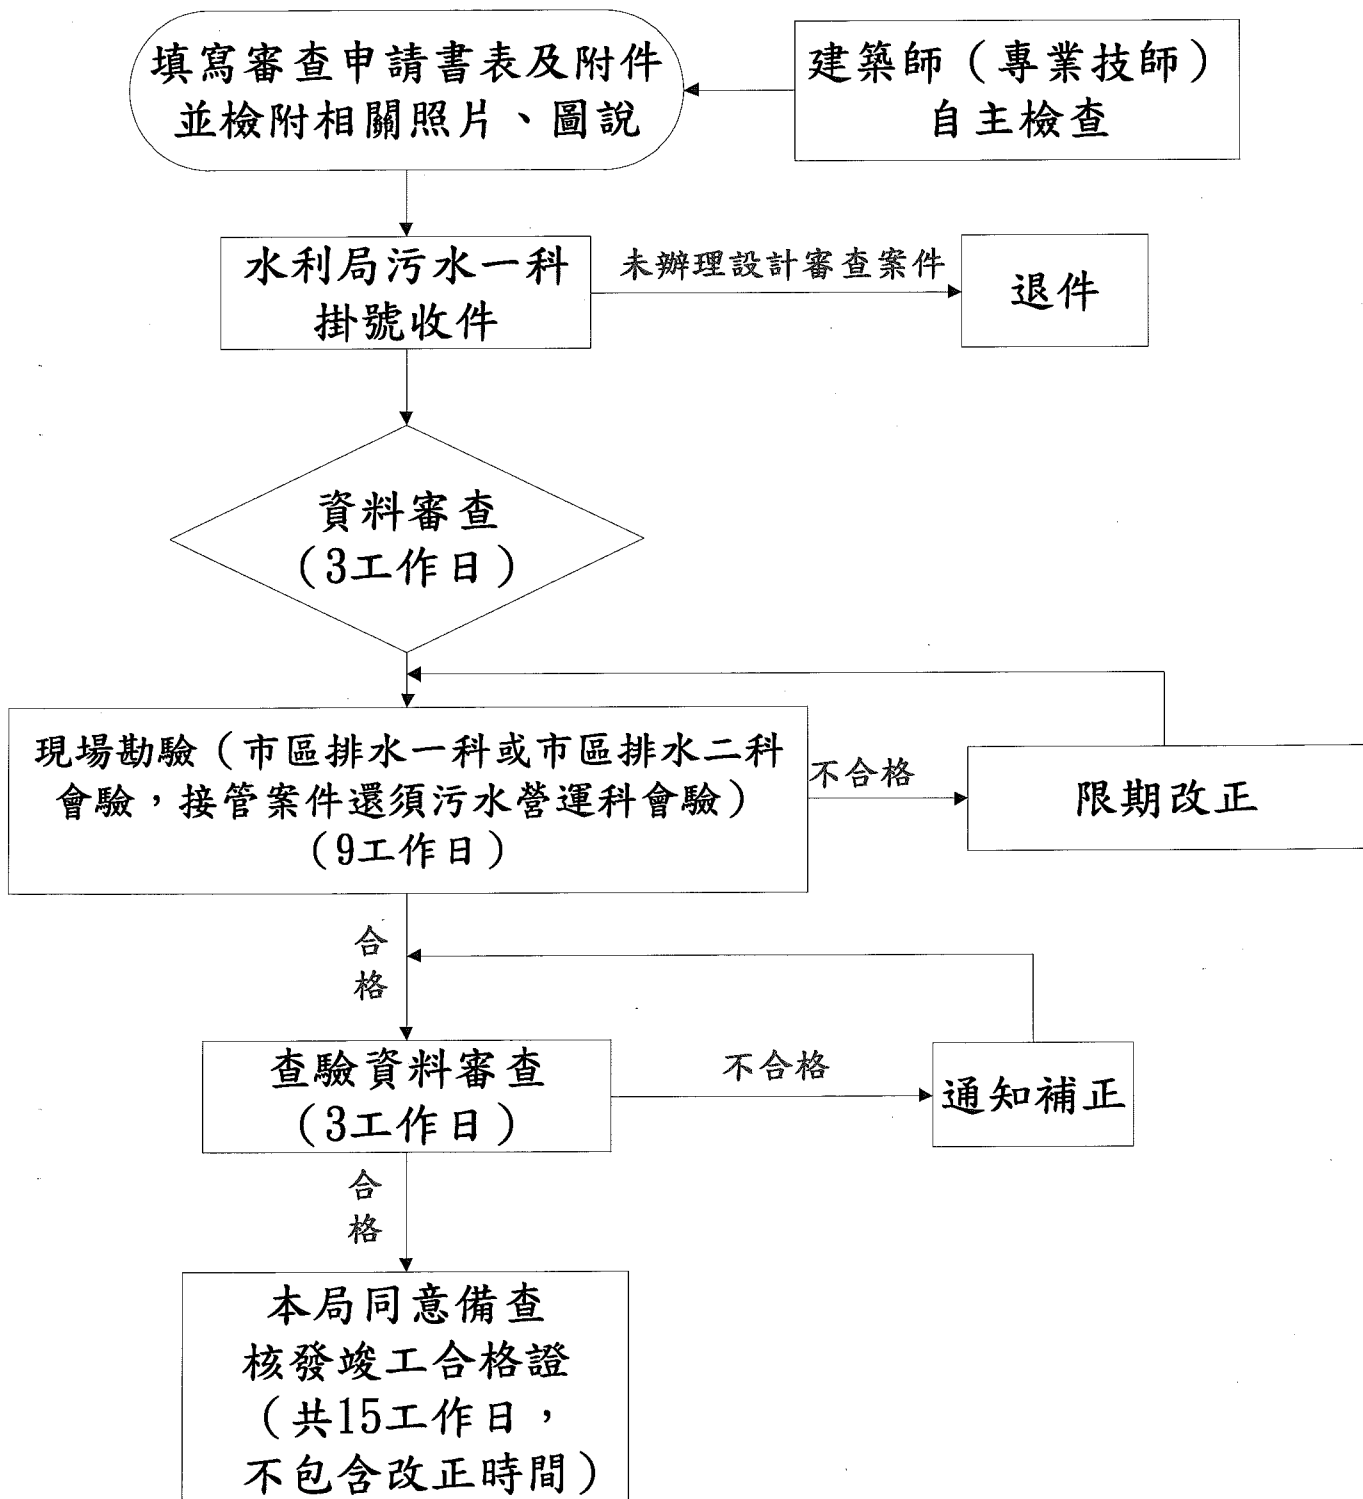 填寫審查申請書表及附件
並檢附相關照片、圖說
建築師（專業技師）
自主檢查
水利局污水一科
掛號收件
未辦理設計審查案件
退件
資料審查
（3工作日）
現場勘驗（市區排水一科或市區排水二科
會驗，接管案件還須污水營運科會驗）
（9工作日）
不合格
限期改正
合
格
查驗資料審查
（3工作日）
不合格
通知補正
合
格
本局同意備查
核發竣工合格證
（共15工作日，
不包含改正時間）